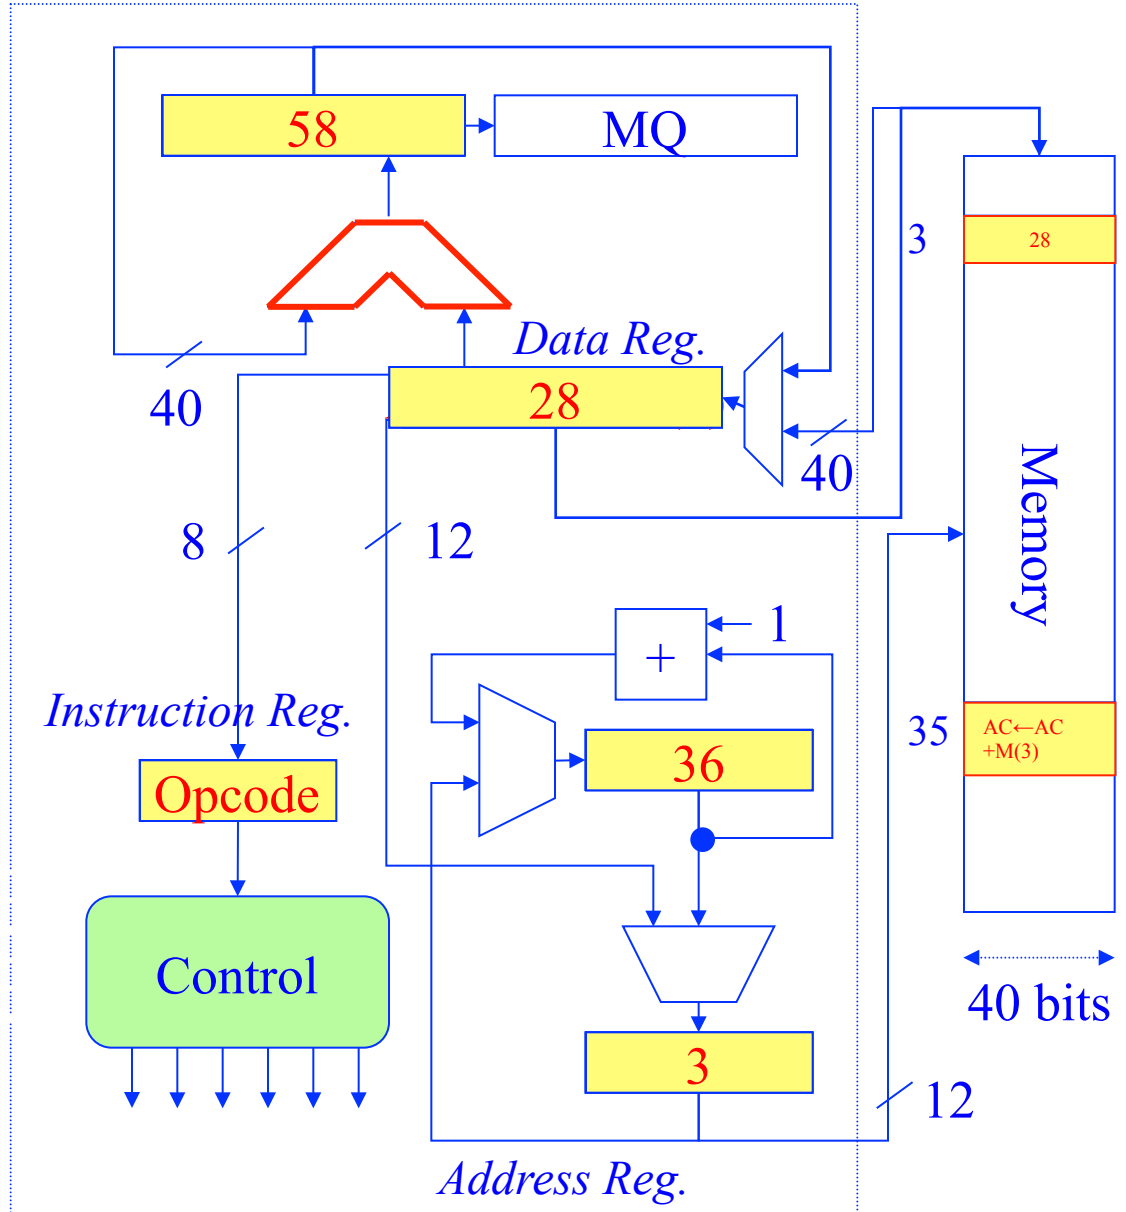 58
MQ
3
28
Data Reg.
28
40
40
Memory
8
12
1
+
Instruction Reg.
35
AC←AC
+M(3)
36
Opcode
Control
40 bits
3
12
Address Reg.